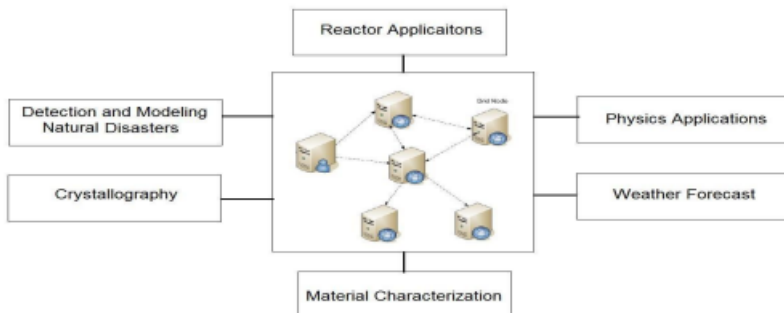 Reactor Applicaitons
Detection and Modeling
Natural Disasters
Grid Node
Physics Applications
Crystallography
Weather Forecast
Material Characterization